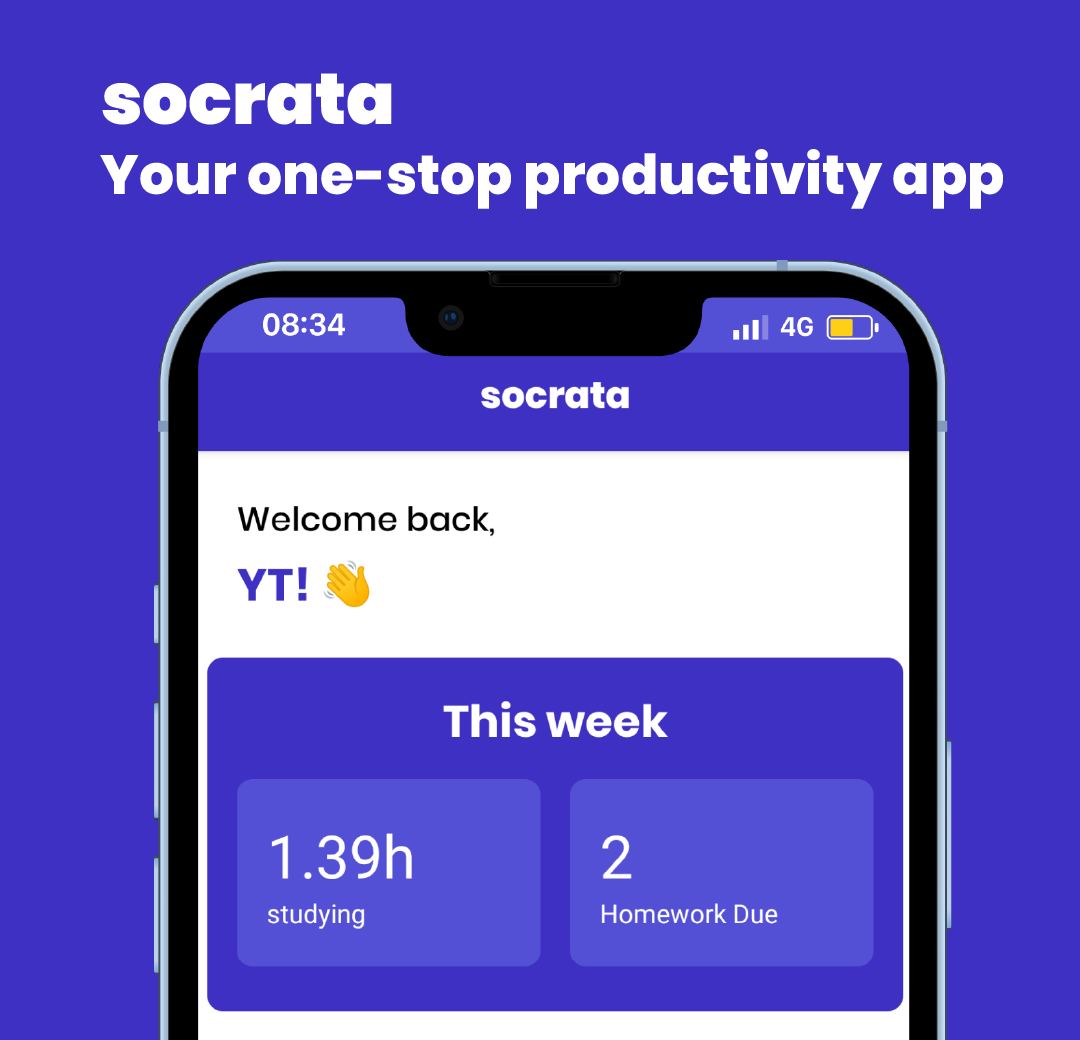 socrata
Your one-stop productivity app
08:34 4G
socrata
Welcome back,
YT! 👋
This week
1.39h 2
studying Homework Due